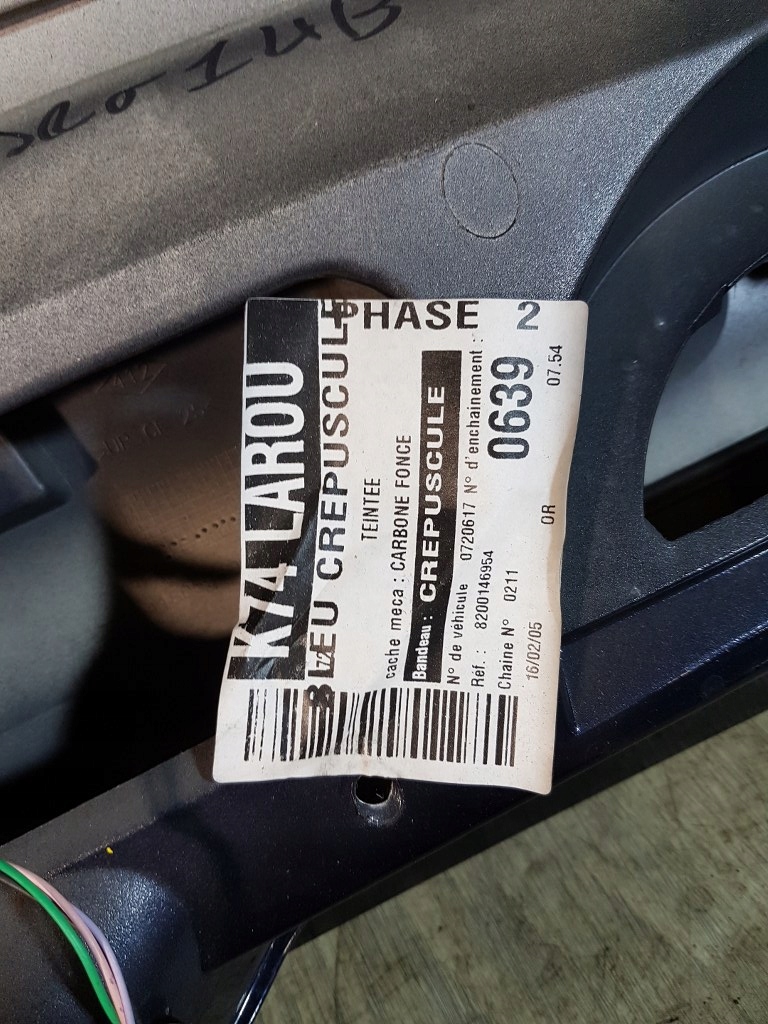 PHASE 2
K74 LAROU
BLEU CREPUSCULE
TEINTEE
cache meca : CARBONE FONCE
Bandeau : CREPUSCULE
N° de véhicule 0720617 N° d'enchainement :
0639
Réf. : 8200146954
Chaine N° 0211
16/02/05 OR 07.54